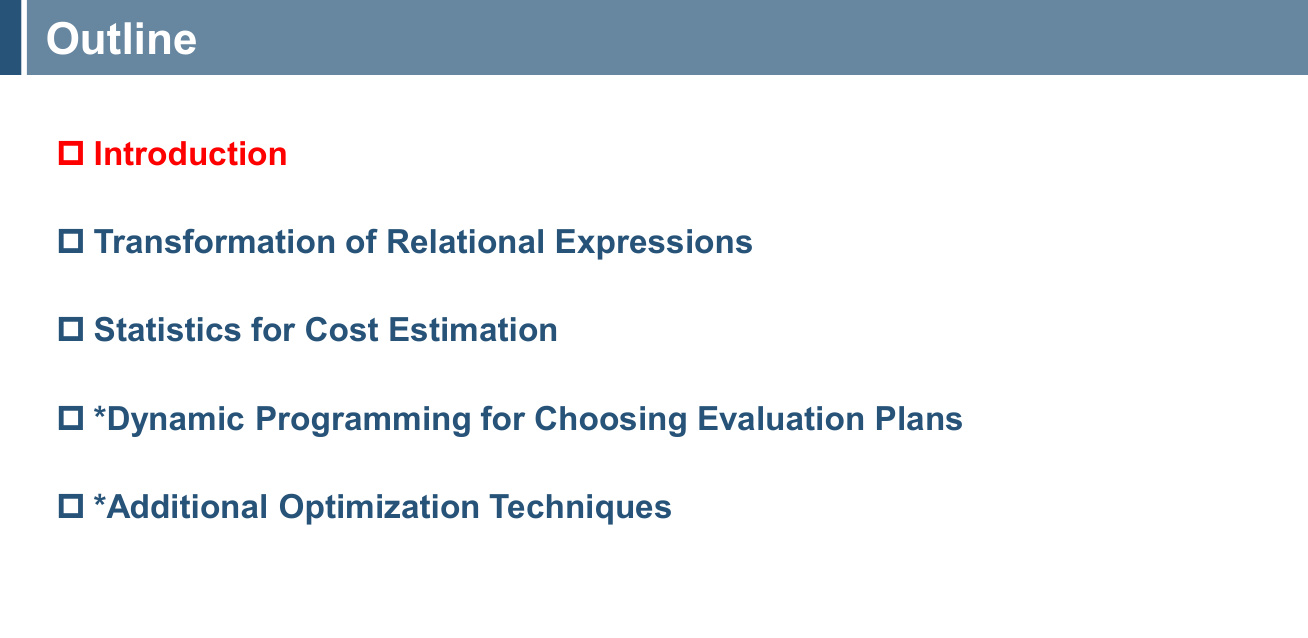 Outline
Introduction
Transformation of Relational Expressions
Statistics for Cost Estimation
*Dynamic Programming for Choosing Evaluation Plans
*Additional Optimization Techniques